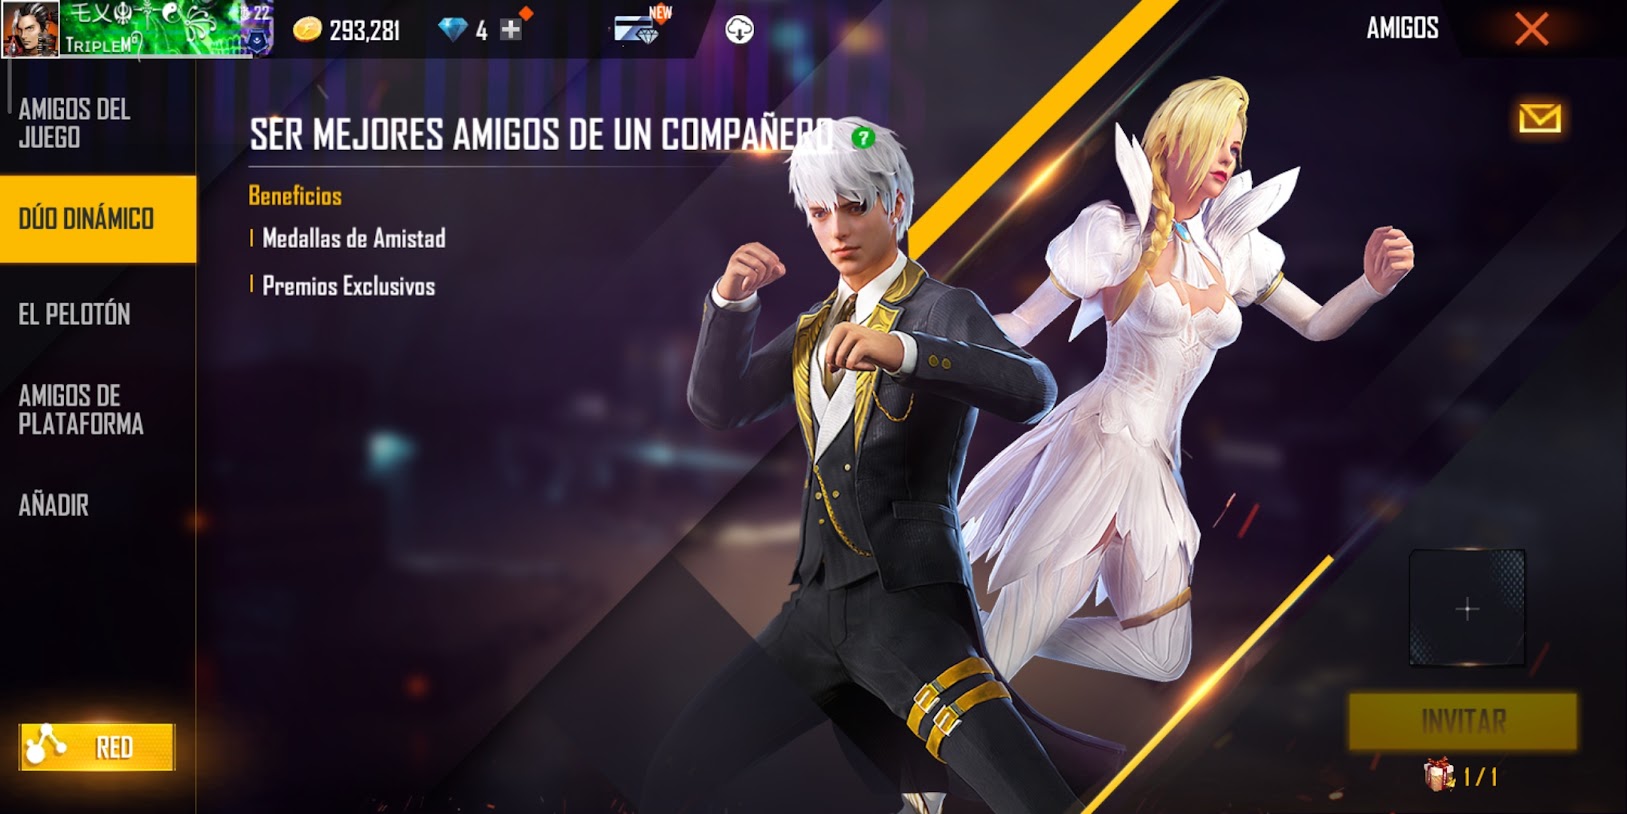 22
TRIPLEM
293,281
4
NEW
AMIGOS
AMIGOS DEL
JUEGO
DÚO DINÁMICO
EL PELOTÓN
AMIGOS DE
PLATAFORMA
AÑADIR
RED
SER MEJORES AMIGOS DE UN COMPAÑERO
?
Beneficios
Medallas de Amistad
Premios Exclusivos
INVITAR
1/1